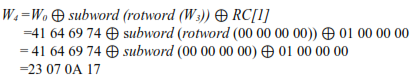 W₄ =W₀ ⊕ subword (rotword (W₃)) ⊕ RC[1]
=41 64 69 74 ⊕ subword (rotword (00 00 00 00)) ⊕ 01 00 00 00
= 41 64 69 74 ⊕ subword (00 00 00 00) ⊕ 01 00 00 00
=23 07 0A 17